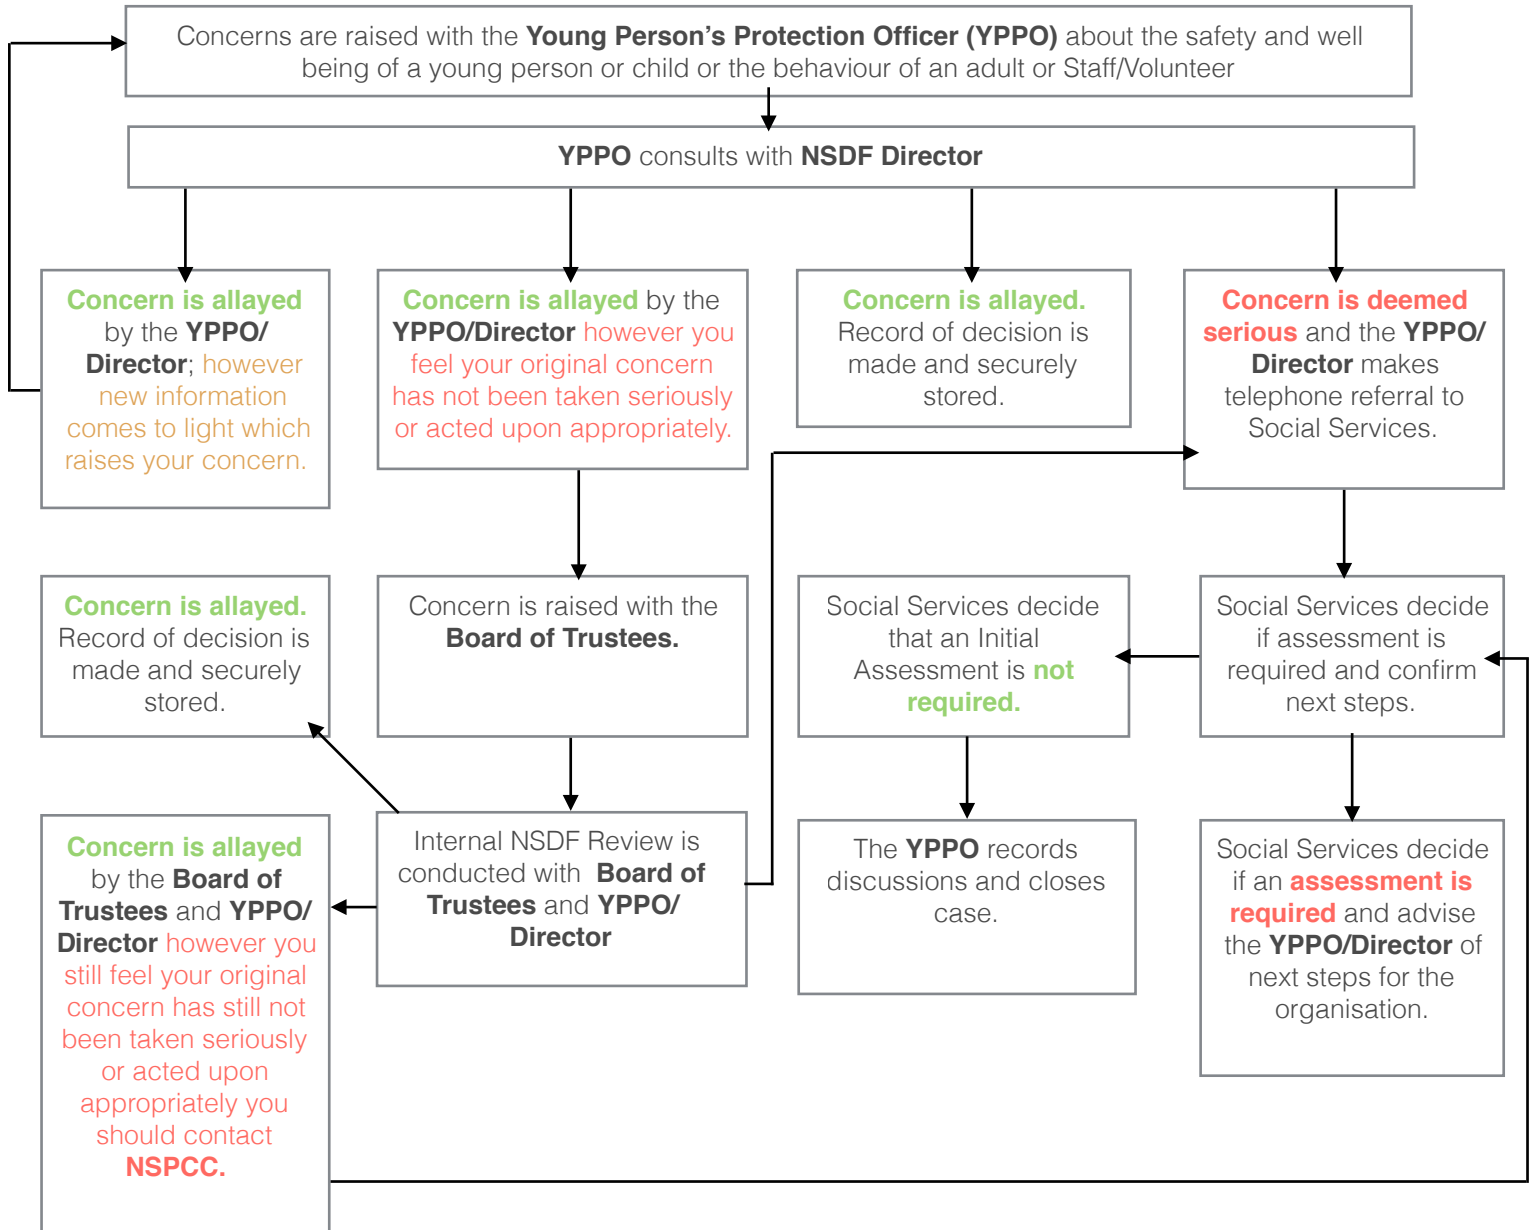 Concerns are raised with the Young Person's Protection Officer (YPPO) about the safety and well
being of a young person or child or the behaviour of an adult or Staff/Volunteer
YPPO consults with NSDF Director
Concern is allayed
by the YPPO/
Director; however
new information
comes to light which
raises your concern.
Concern is allayed by the
YPPO/Director however you
feel your original concern
has not been taken seriously
or acted upon appropriately.
Concern is allayed.
Record of decision is
made and securely
stored.
Concern is deemed
serious and the YPPO/
Director makes
telephone referral to
Social Services.
Concern is allayed.
Record of decision is
made and securely
stored.
Concern is raised with the
Board of Trustees.
Social Services decide
that an Initial
Assessment is not
required.
Social Services decide
if assessment is
required and confirm
next steps.
Concern is allayed
by the Board of
Trustees and YPPO/
Director however you
still feel your original
concern has still not
been taken seriously
or acted upon
appropriately you
should contact
NSPCC.
Internal NSDF Review is
conducted with Board of
Trustees and YPPO/
Director
The YPPO records
discussions and closes
case.
Social Services decide
if an assessment is
required and advise
the YPPO/Director of
next steps for the
organisation.